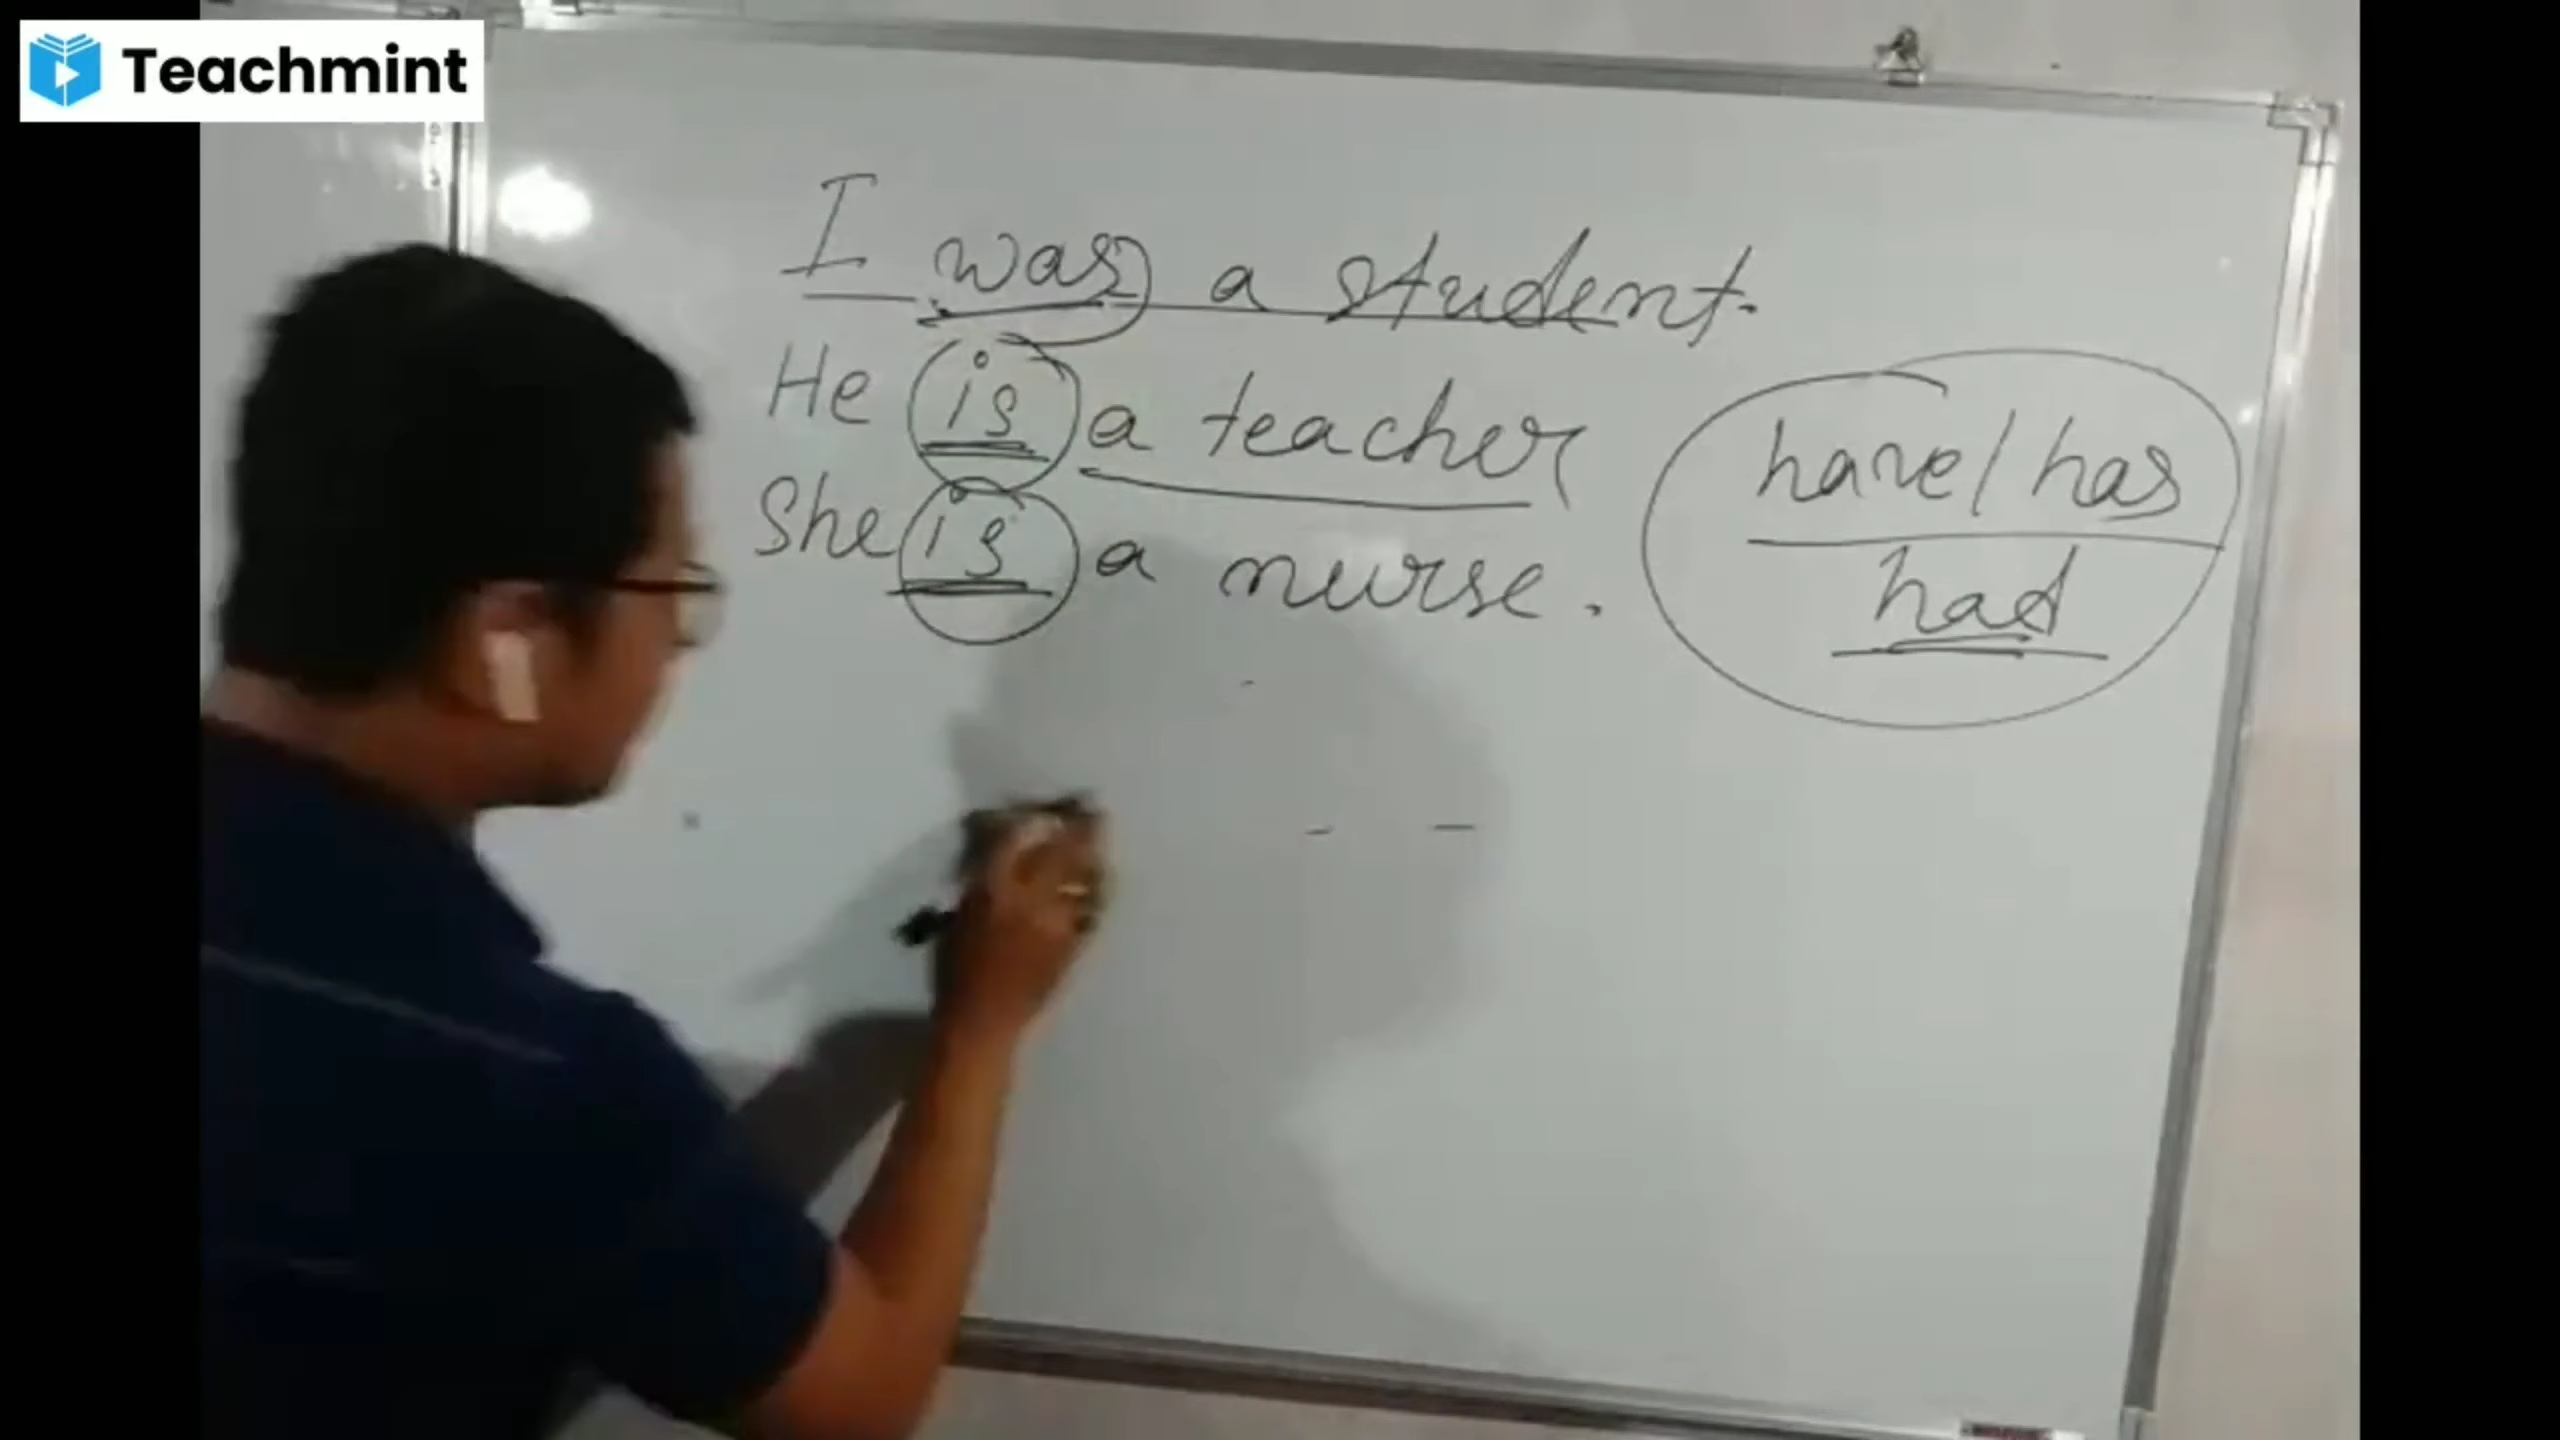 Teachmint
I was a student.
He is a teacher
She is a nurse.
have/has
had